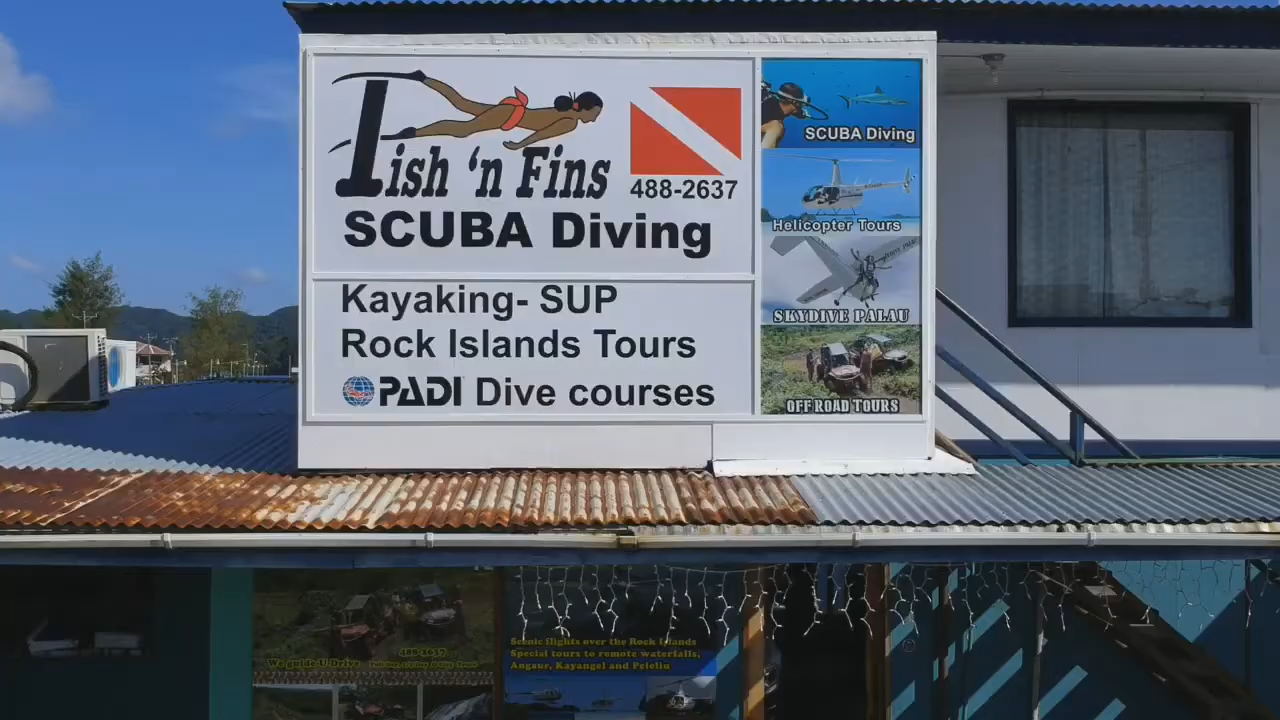 Fish 'n Fins
488-2637
SCUBA Diving
Kayaking- SUP
Rock Islands Tours
PADI Dive courses
SCUBA Diving
Helicopter Tours
SKYDIVE PALAU
OFF ROAD TOURS
488-2637
We guide U Drive
Scenic flights over the Rock Islands
Special tours to remote waterfalls,
Angaur, Kayangel and Peleliu